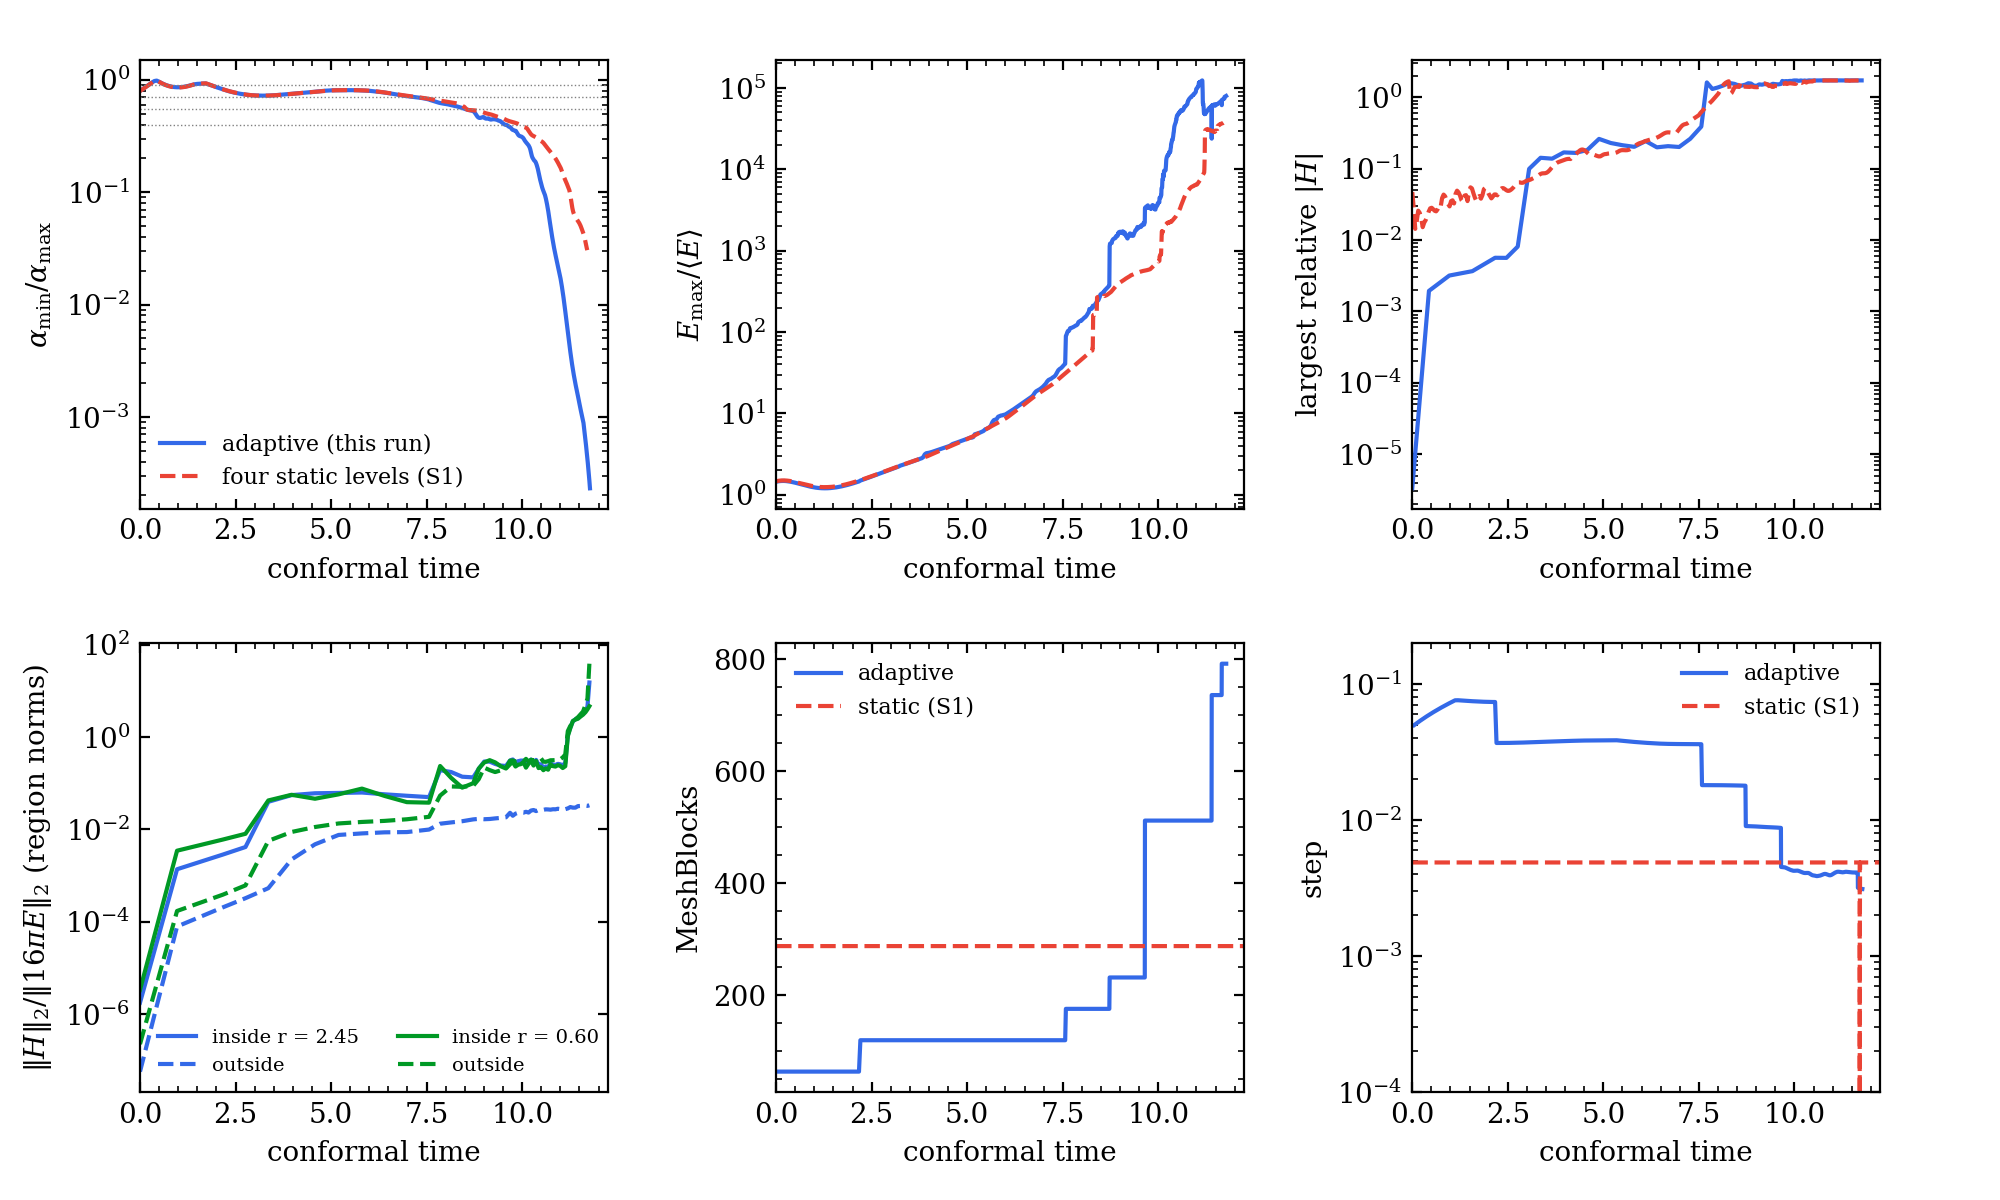 α_min/α_max
10^0
10^-1
10^-2
10^-3
adaptive (this run)
four static levels (S1)
0.0 2.5 5.0 7.5 10.0
conformal time
E_max/⟨E⟩
10^5
10^4
10^3
10^2
10^1
10^0
0.0 2.5 5.0 7.5 10.0
conformal time
largest relative |H|
10^0
10^-1
10^-2
10^-3
10^-4
10^-5
0.0 2.5 5.0 7.5 10.0
conformal time
‖H‖_2/‖16πE‖_2 (region norms)
10^2
10^0
10^-2
10^-4
10^-6
inside r = 2.45 inside r = 0.60
outside outside
0.0 2.5 5.0 7.5 10.0
conformal time
MeshBlocks
800
600
400
200
adaptive
static (S1)
0.0 2.5 5.0 7.5 10.0
conformal time
step
10^-1
10^-2
10^-3
10^-4
adaptive
static (S1)
0.0 2.5 5.0 7.5 10.0
conformal time